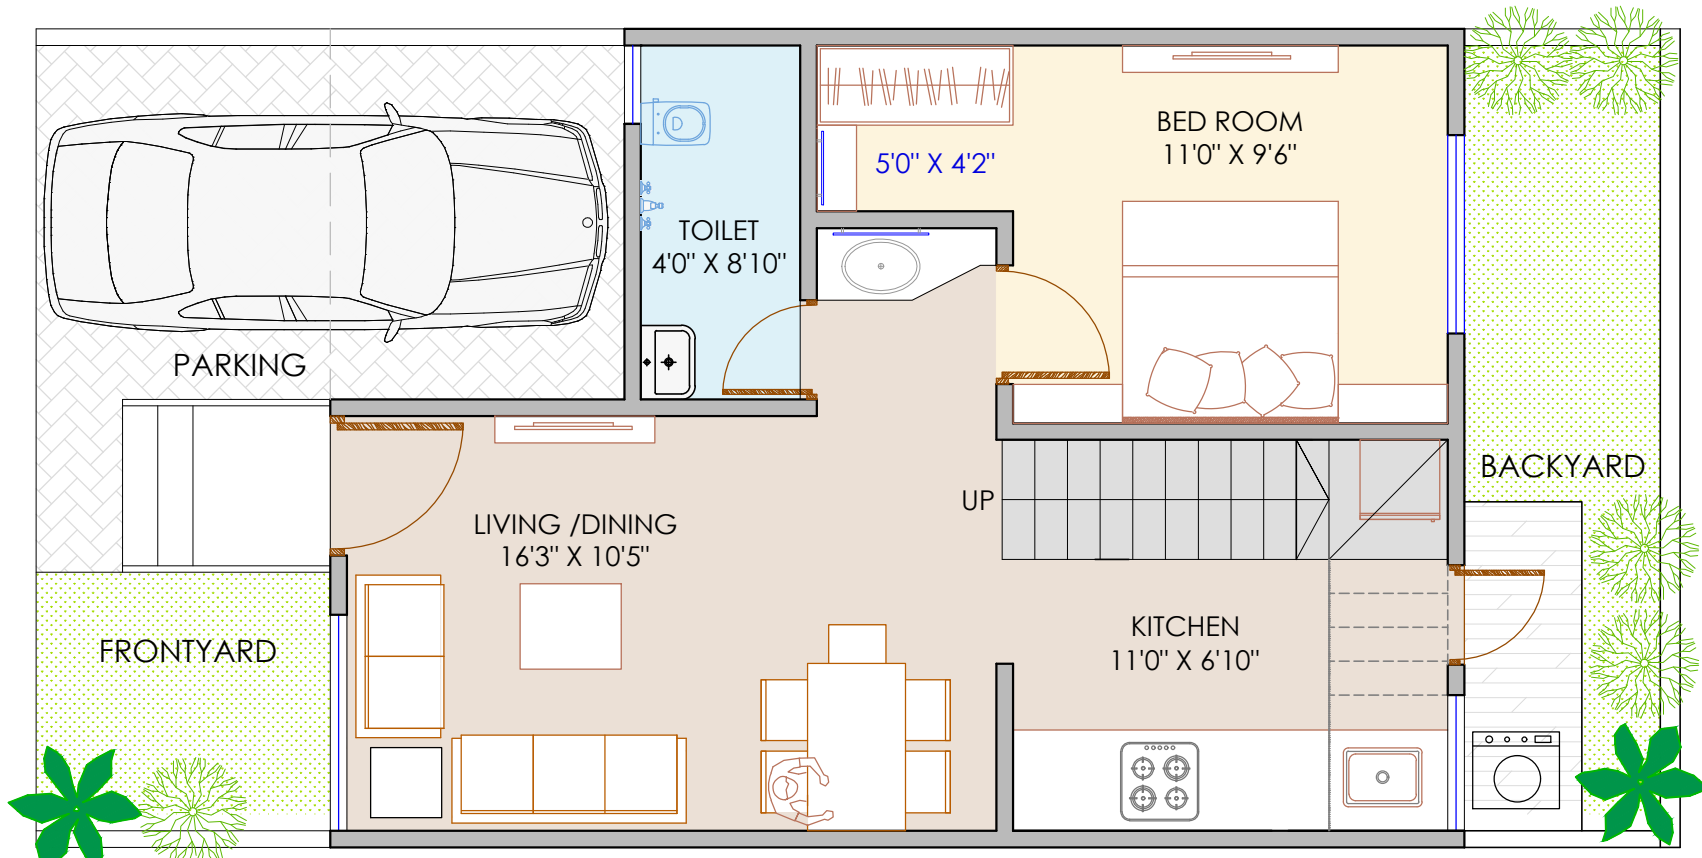 BED ROOM
11'0" X 9'6"
5'0" X 4'2"
TOILET
4'0" X 8'10"
PARKING
BACKYARD
UP
LIVING /DINING
16'3" X 10'5"
KITCHEN
11'0" X 6'10"
FRONTYARD